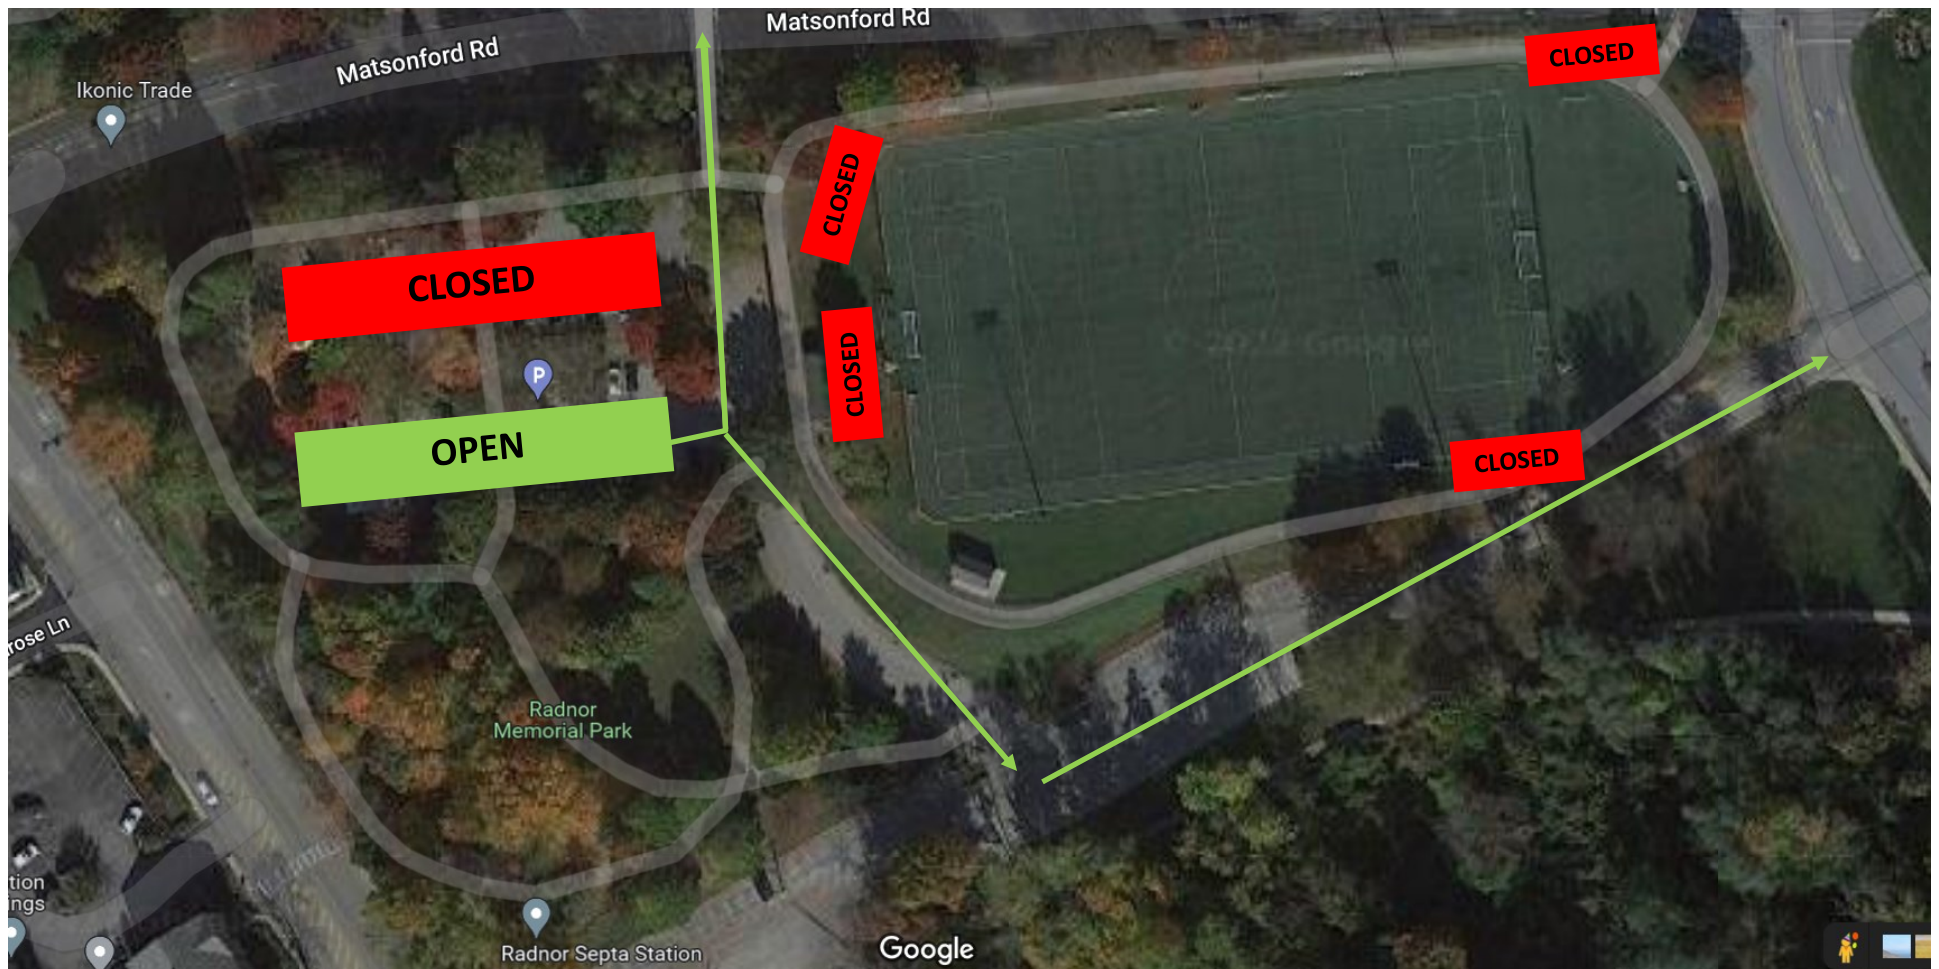 Matsonford Rd
Matsonford Rd
Ikonic Trade
CLOSED
CLOSED
CLOSED
CLOSED
P
OPEN
CLOSED
rose Ln
Radnor
Memorial Park
tion
ings
Radnor Septa Station
Google